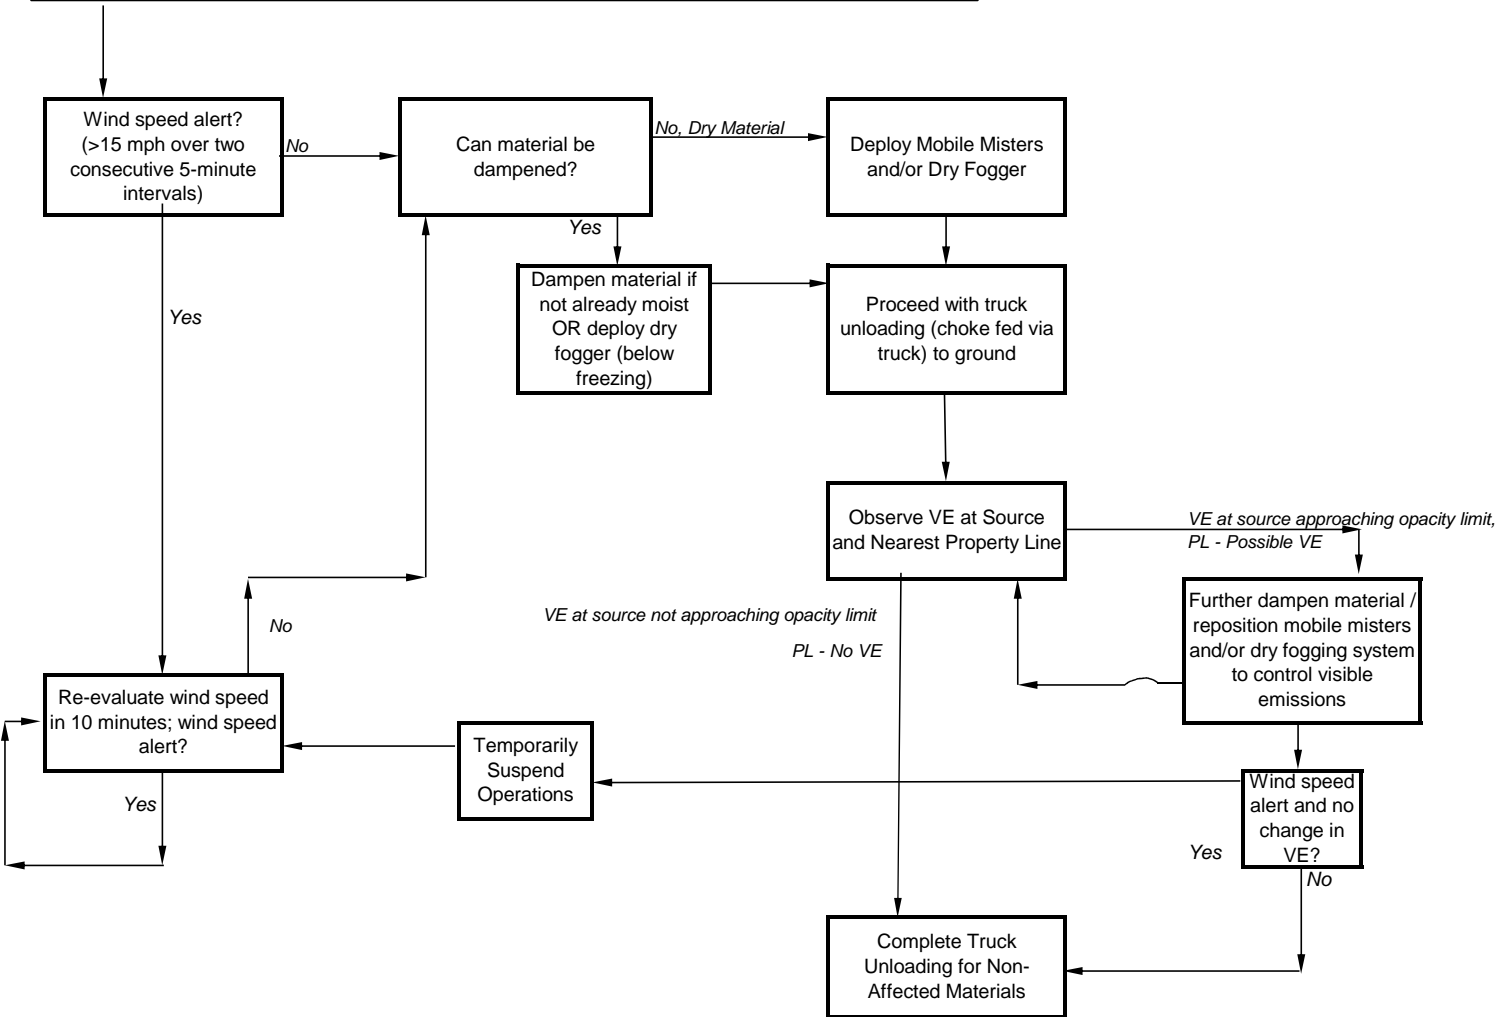 Wind speed alert?
(>15 mph over two
consecutive 5-minute
intervals)
No
Can material be
dampened?
No, Dry Material
Deploy Mobile Misters
and/or Dry Fogger
Yes
Dampen material if
not already moist
OR deploy dry
fogger (below
freezing)
Proceed with truck
unloading (choke fed via
truck) to ground
Yes
Observe VE at Source
and Nearest Property Line
VE at source approaching opacity limit,
PL - Possible VE
Further dampen material /
reposition mobile misters
and/or dry fogging system
to control visible
emissions
VE at source not approaching opacity limit
PL - No VE
No
Re-evaluate wind speed
in 10 minutes; wind speed
alert?
Yes
Temporarily
Suspend
Operations
Wind speed
alert and no
change in
VE?
Yes
No
Complete Truck
Unloading for Non-
Affected Materials